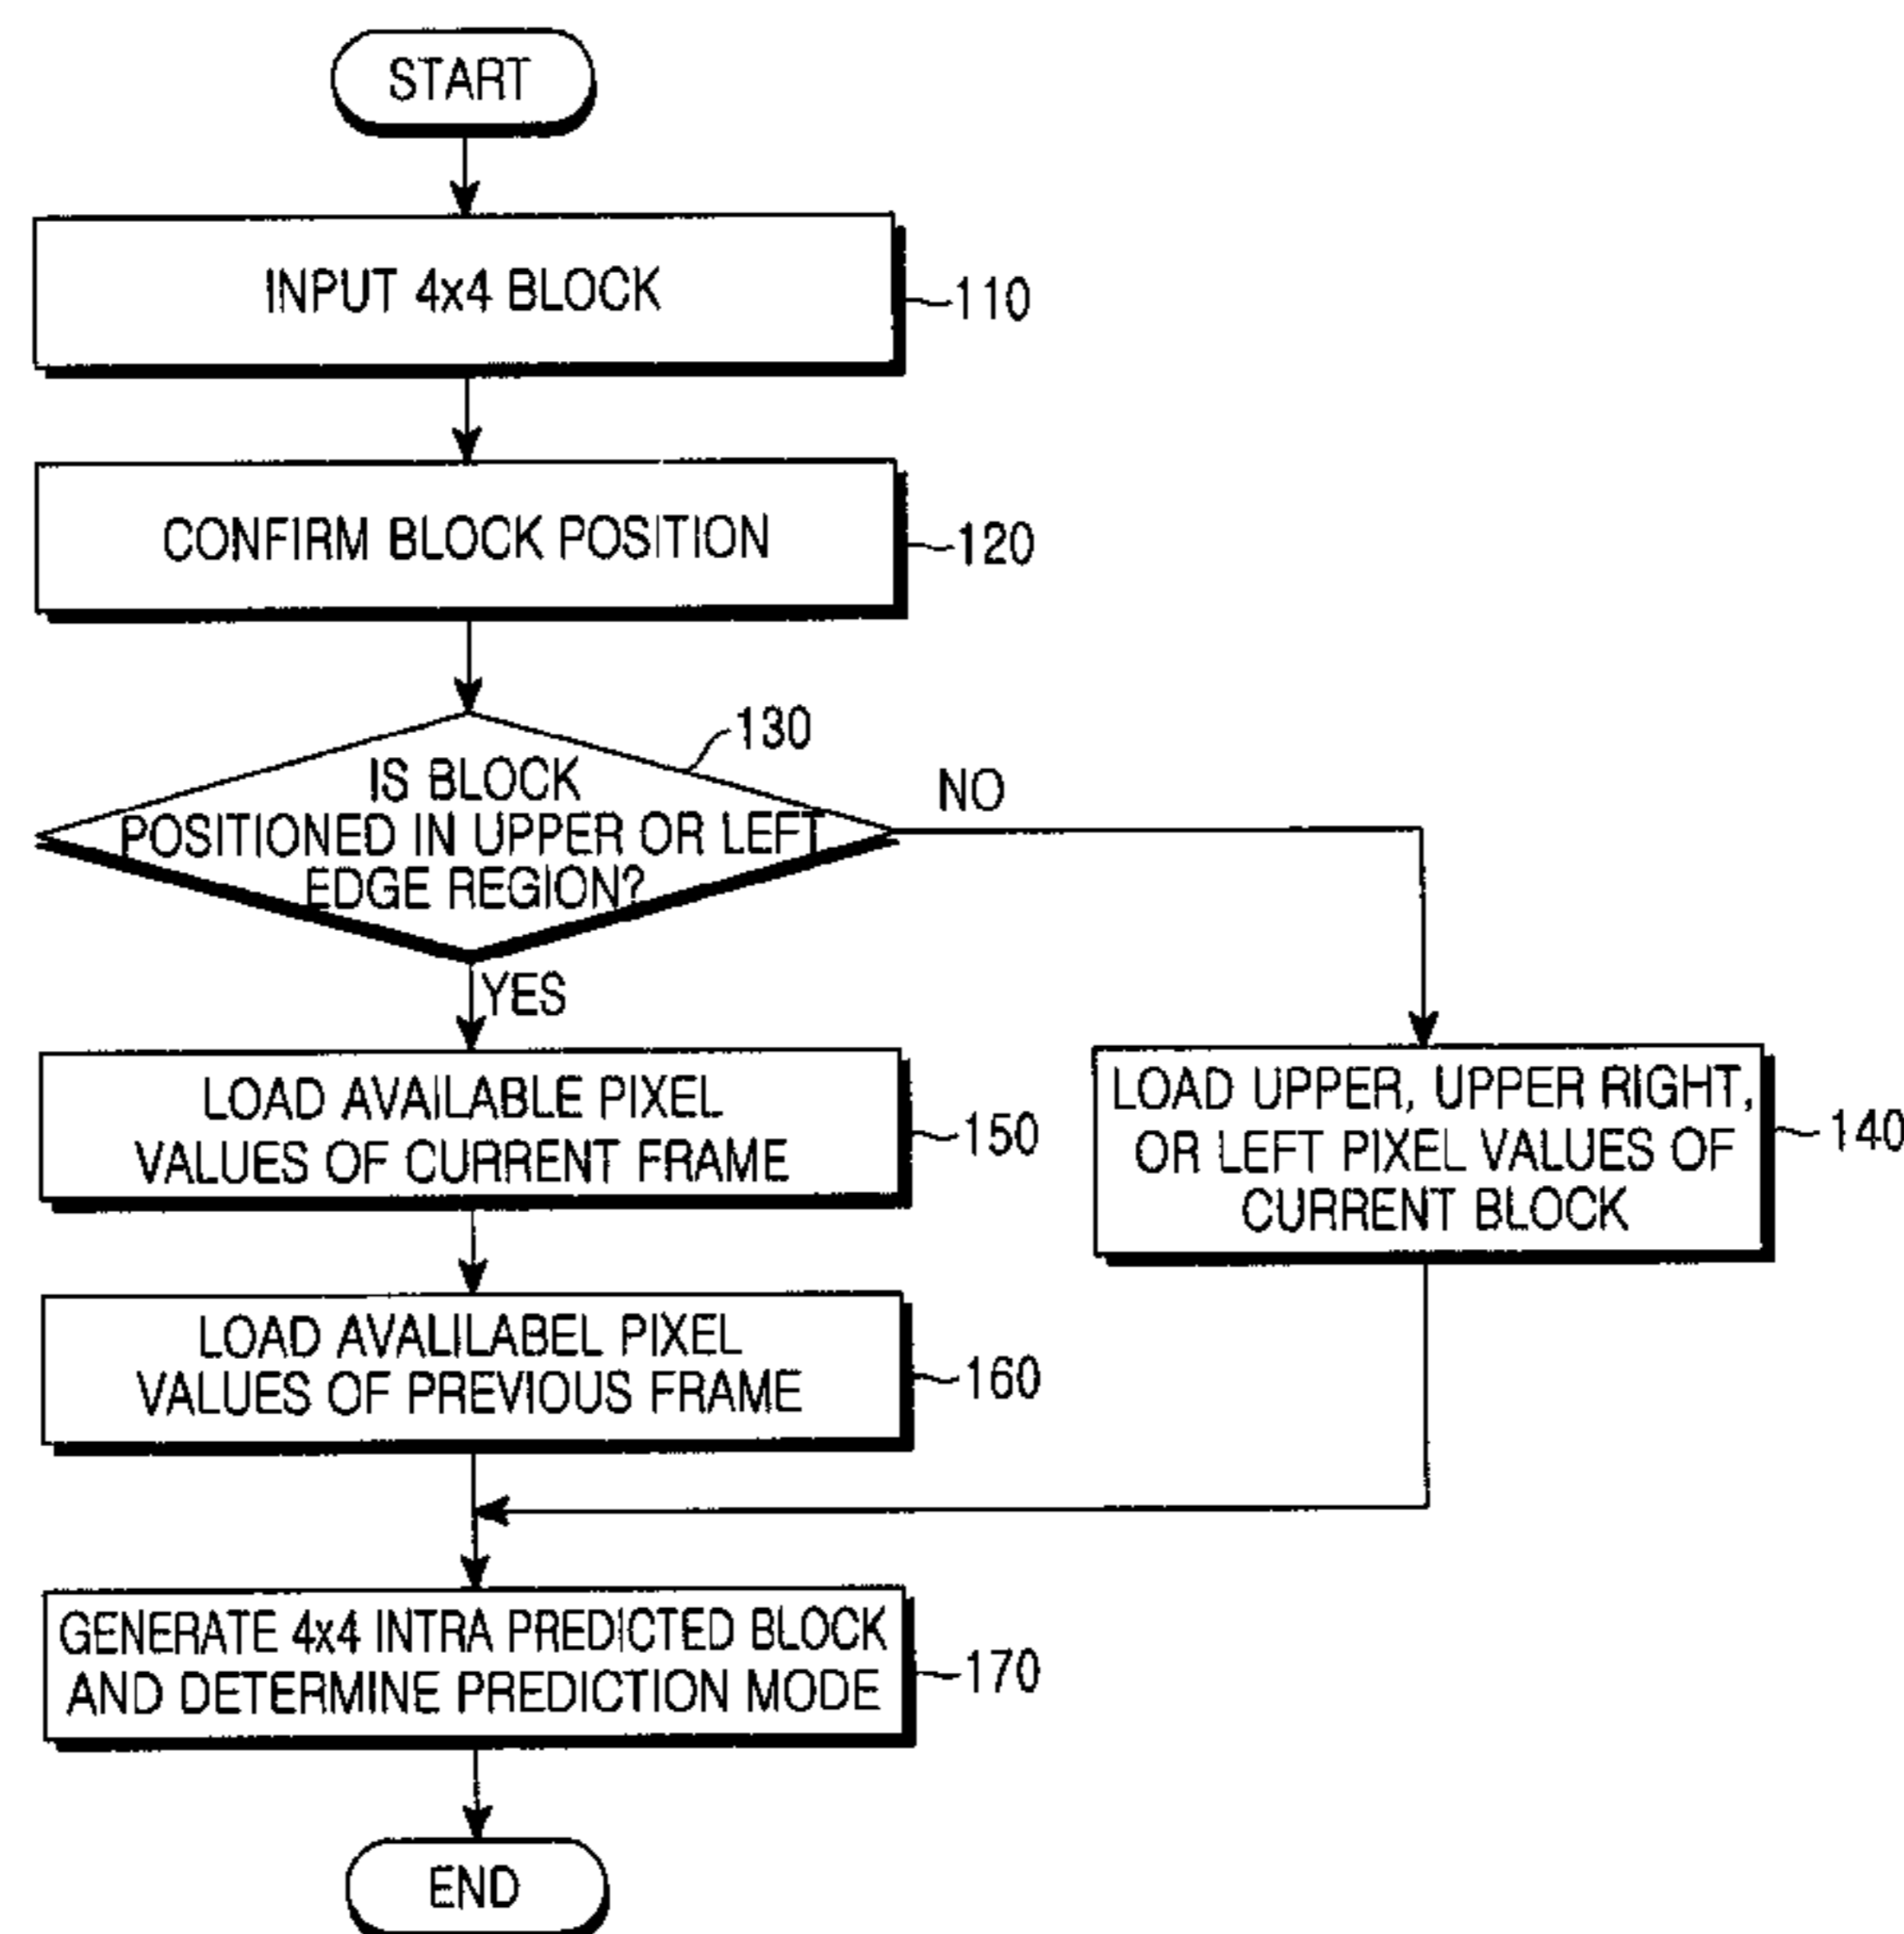 START
INPUT 4x4 BLOCK
110
CONFIRM BLOCK POSITION
120
130
IS BLOCK
POSITIONED IN UPPER OR LEFT
EDGE REGION?
NO
YES
LOAD AVAILABLE PIXEL
VALUES OF CURRENT FRAME
150
LOAD UPPER, UPPER RIGHT,
OR LEFT PIXEL VALUES OF
CURRENT BLOCK
140
LOAD AVALILABEL PIXEL
VALUES OF PREVIOUS FRAME
160
GENERATE 4x4 INTRA PREDICTED BLOCK
AND DETERMINE PREDICTION MODE
170
END